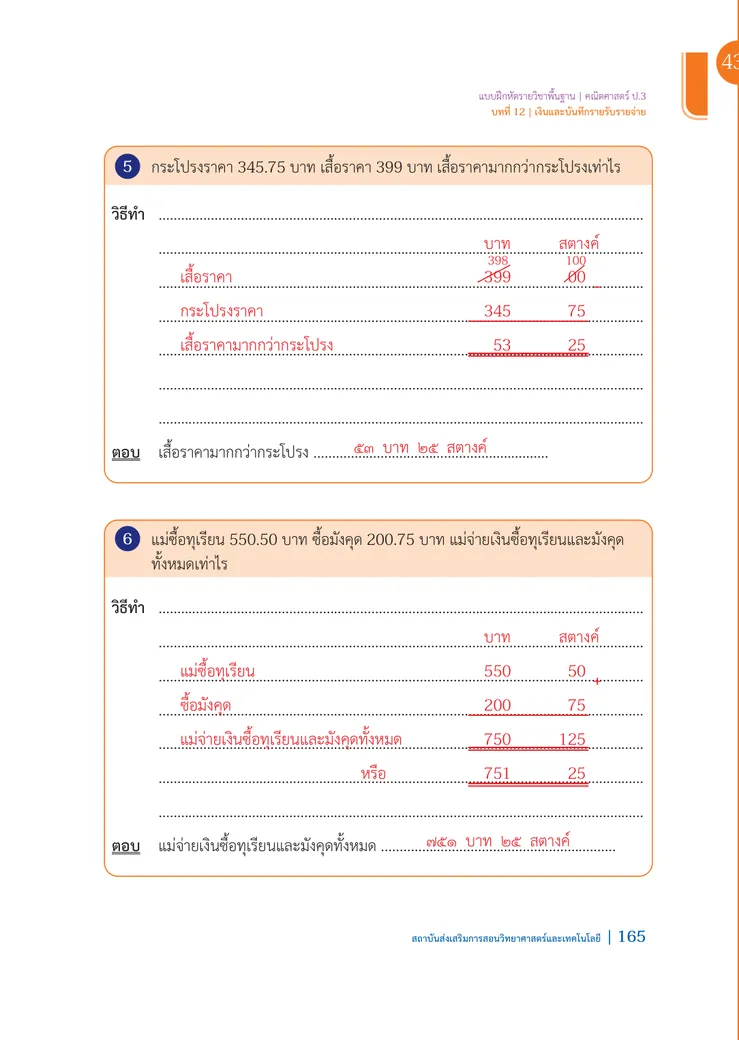 43
แบบฝึกหัดรายวิชาพื้นฐาน | คณิตศาสตร์ ป.3
บทที่ 12 | เงินและบันทึกรายรับรายจ่าย
5 กระโปรงราคา 345.75 บาท เสื้อราคา 399 บาท เสื้อราคามากกว่ากระโปรงเท่าไร
วิธีทำ
บาท สตางค์
398 100
เสื้อราคา 399 00 −
กระโปรงราคา 345 75
เสื้อราคามากกว่ากระโปรง 53 25
ตอบ เสื้อราคามากกว่ากระโปรง ๕๓ บาท ๒๕ สตางค์
6 แม่ซื้อทุเรียน 550.50 บาท ซื้อมังคุด 200.75 บาท แม่จ่ายเงินซื้อทุเรียนและมังคุด
ทั้งหมดเท่าไร
วิธีทำ
บาท สตางค์
แม่ซื้อทุเรียน 550 50 +
ซื้อมังคุด 200 75
แม่จ่ายเงินซื้อทุเรียนและมังคุดทั้งหมด 750 125
หรือ 751 25
ตอบ แม่จ่ายเงินซื้อทุเรียนและมังคุดทั้งหมด ๗๕๑ บาท ๒๕ สตางค์
สถาบันส่งเสริมการสอนวิทยาศาสตร์และเทคโนโลยี | 165